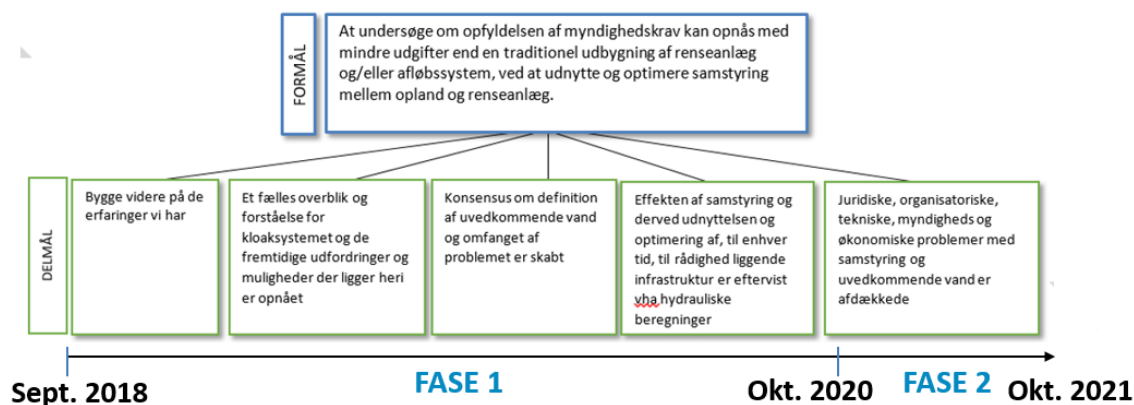 FORMÅL
At undersøge om opfyldelsen af myndighedskrav kan opnås med
mindre udgifter end en traditionel udbygning af renseanlæg
og/eller afløbssystem, ved at udnytte og optimere samstyring
mellem opland og renseanlæg.
DELMÅL
Bygge videre på de
erfaringer vi har
Et fælles overblik og
forståelse for
kloaksystemet og de
fremtidige udfordringer og
muligheder der ligger heri
er opnået
Konsensus om definition
af uvedkommende vand
og omfanget af
problemet er skabt
Effekten af samstyring og
derved udnyttelsen og
optimering af, til enhver
tid, til rådighed liggende
infrastruktur er eftervist
vha hydrauliske
beregninger
Juridiske, organisatoriske,
tekniske, myndigheds og
økonomiske problemer med
samstyring og
uvedkommende vand er
afdækkede
FASE 1
FASE 2
Sept. 2018
Okt. 2020
Okt. 2021